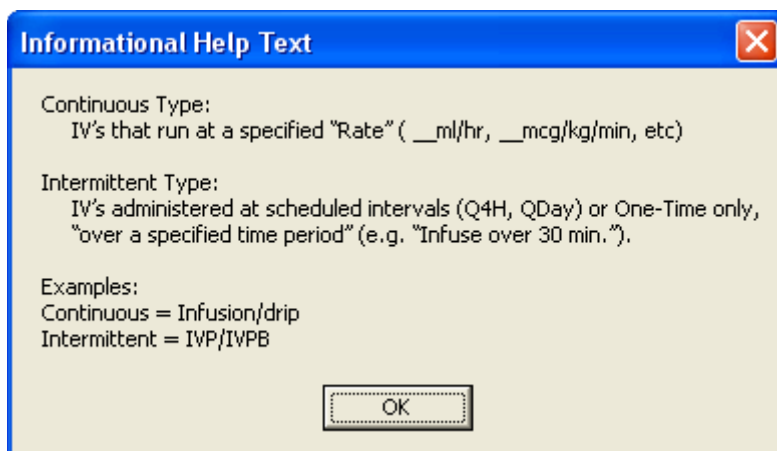 Informational Help Text
Continuous Type:
IV's that run at a specified "Rate" ( __ml/hr, __mcg/kg/min, etc)
Intermittent Type:
IV's administered at scheduled intervals (Q4H, QDay) or One-Time only,
"over a specified time period" (e.g. "Infuse over 30 min.").
Examples:
Continuous = Infusion/drip
Intermittent = IVP/IVPB
OK